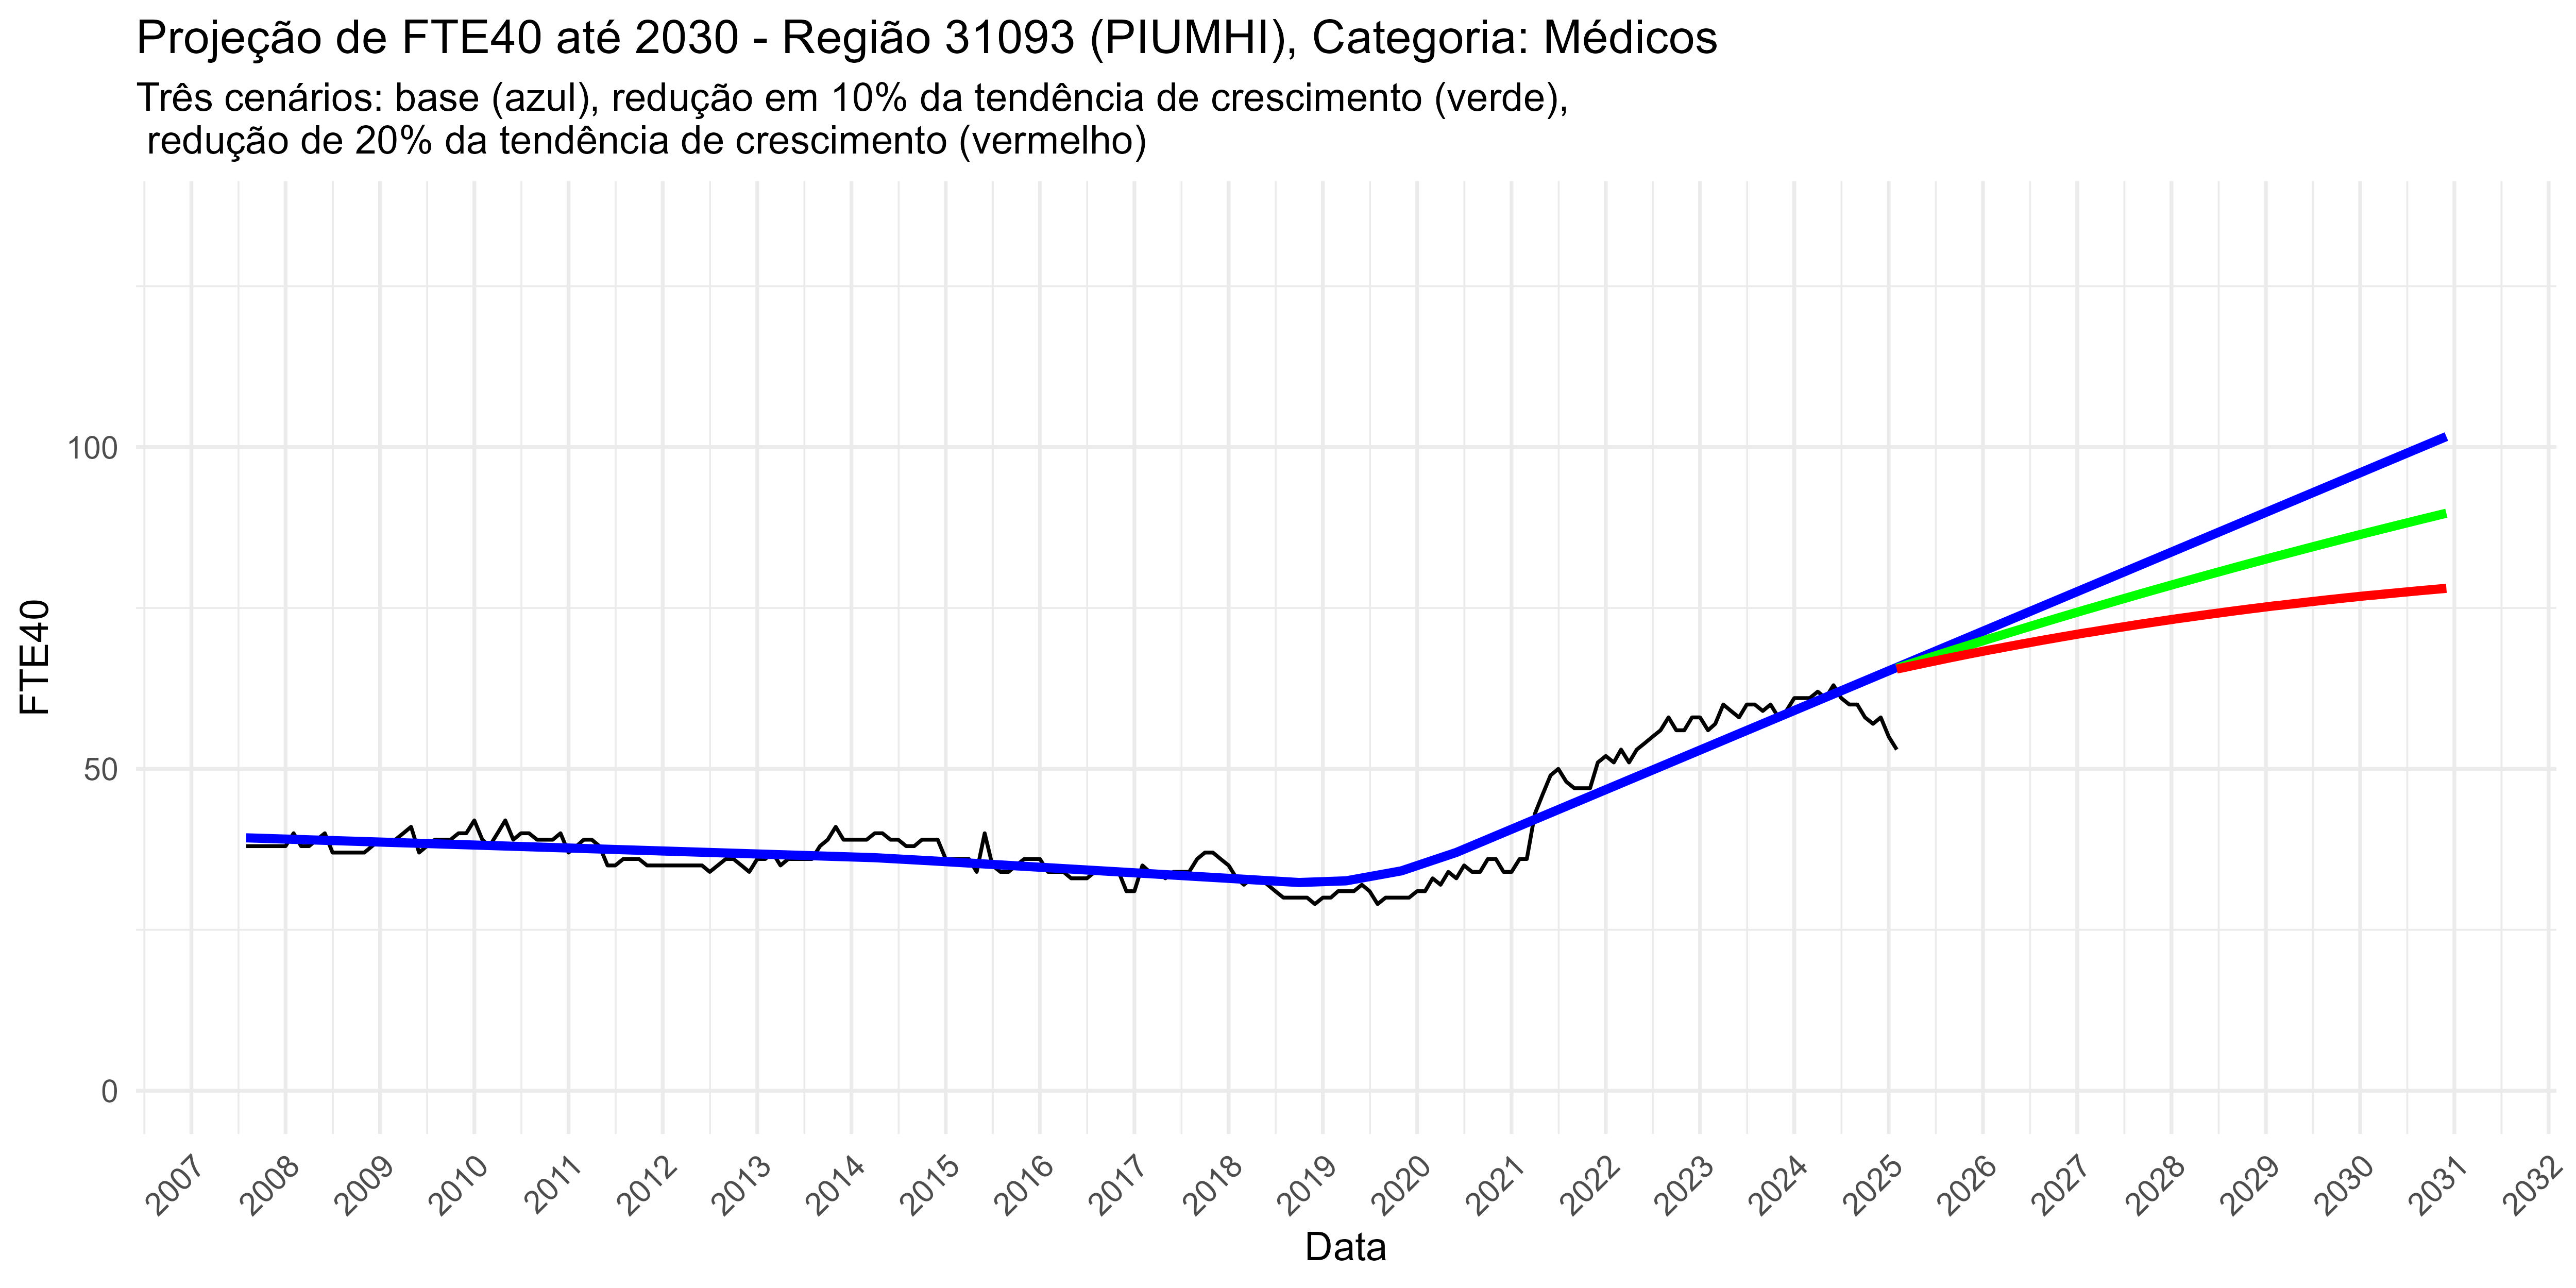 Projeção de FTE40 até 2030 - Região 31093 (PIUMHI), Categoria: Médicos
Três cenários: base (azul), redução em 10% da tendência de crescimento (verde),
redução de 20% da tendência de crescimento (vermelho)
FTE40
100
50
0
2007 2008 2009 2010 2011 2012 2013 2014 2015 2016 2017 2018 2019 2020 2021 2022 2023 2024 2025 2026 2027 2028 2029 2030 2031 2032
Data